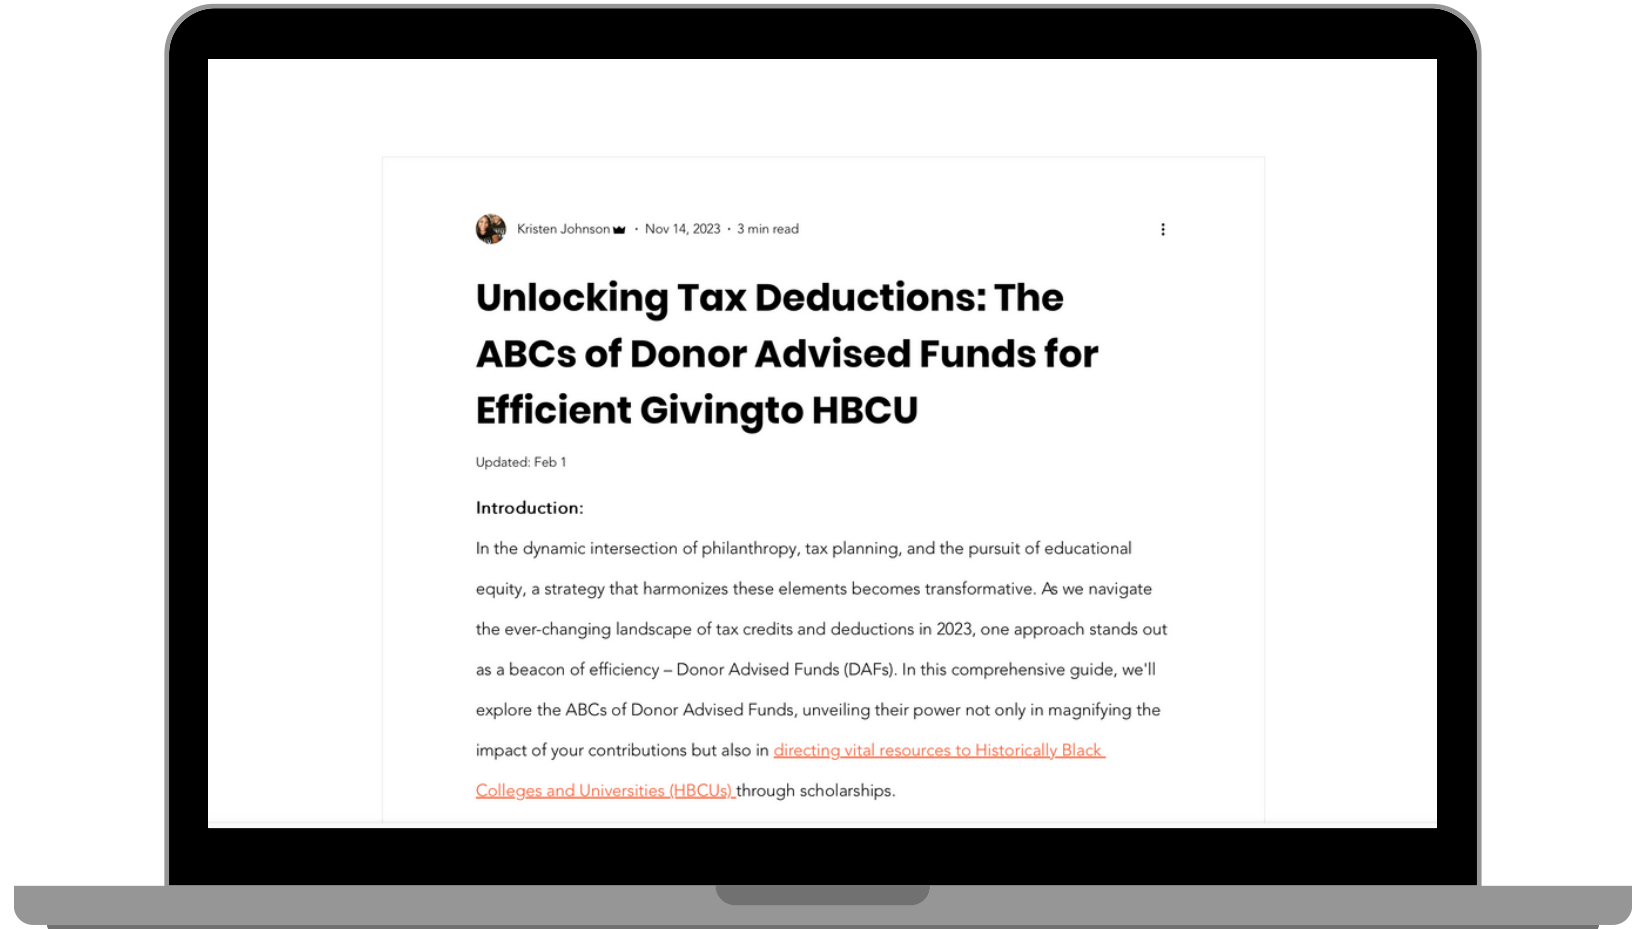 Kristen Johnson · Nov 14, 2023 · 3 min read
Unlocking Tax Deductions: The
ABCs of Donor Advised Funds for
Efficient Givingto HBCU
Updated: Feb 1
Introduction:
In the dynamic intersection of philanthropy, tax planning, and the pursuit of educational
equity, a strategy that harmonizes these elements becomes transformative. As we navigate
the ever-changing landscape of tax credits and deductions in 2023, one approach stands out
as a beacon of efficiency – Donor Advised Funds (DAFs). In this comprehensive guide, we'll
explore the ABCs of Donor Advised Funds, unveiling their power not only in magnifying the
impact of your contributions but also in directing vital resources to Historically Black
Colleges and Universities (HBCUs) through scholarships.